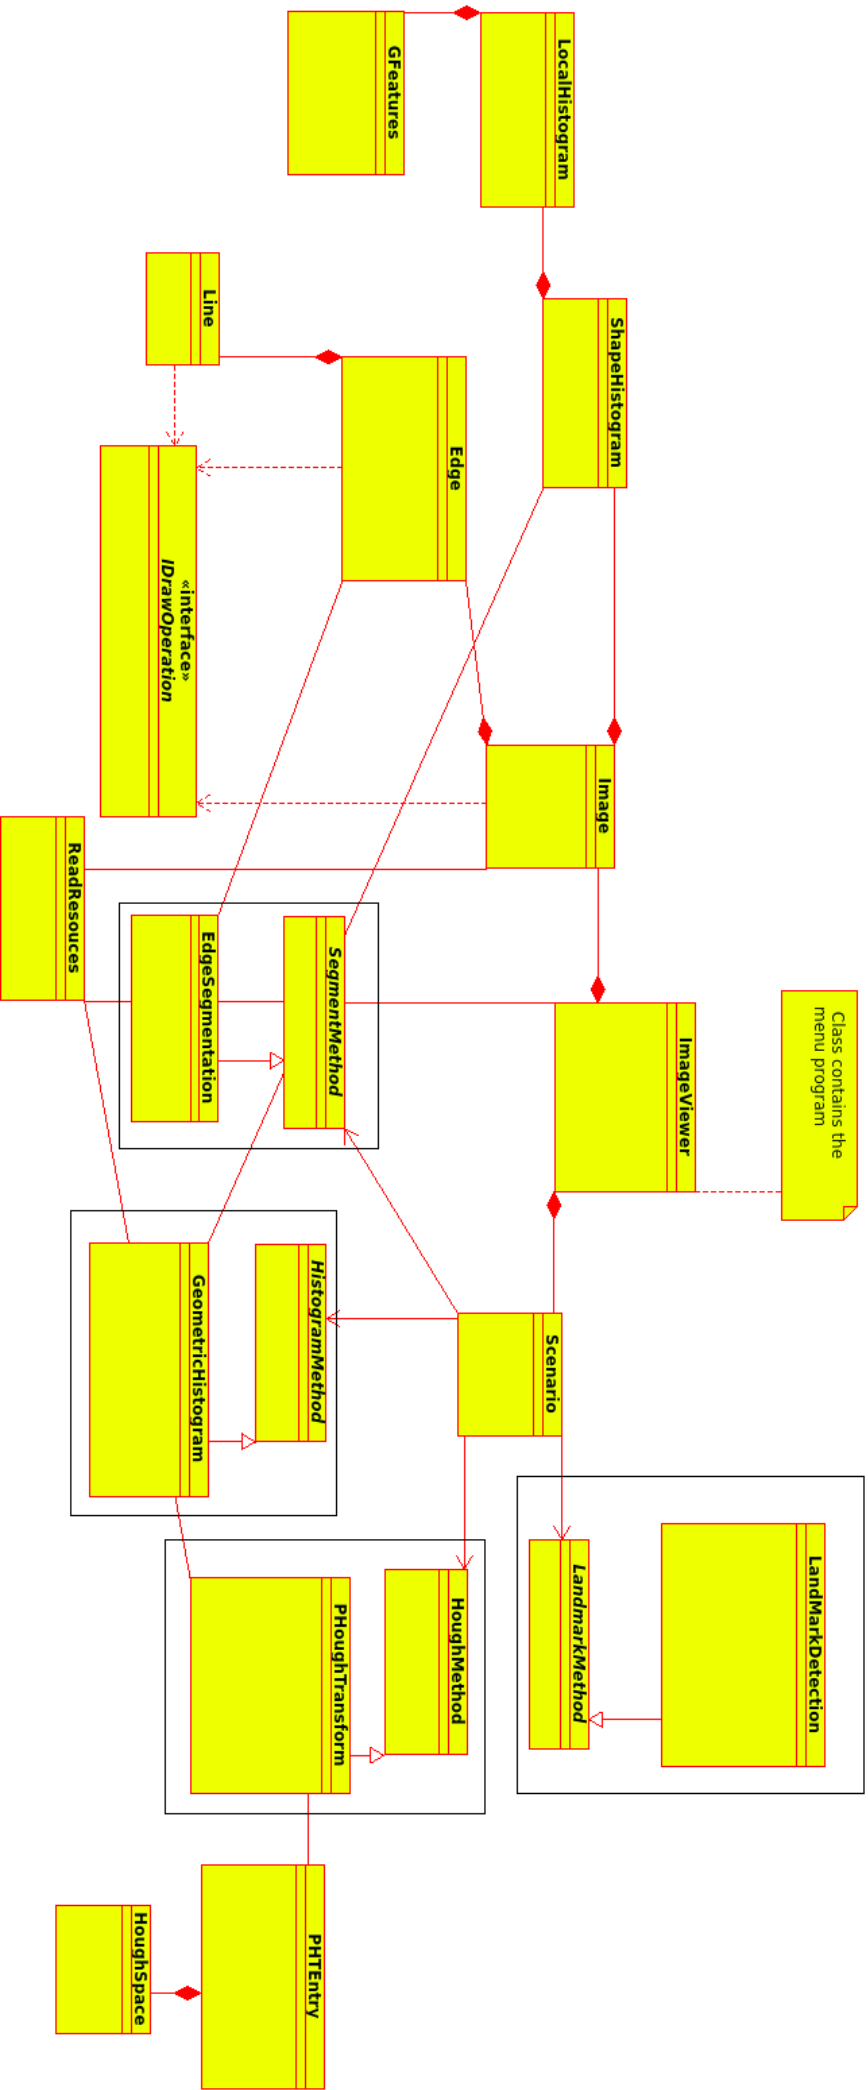 Class contains the
menu program
LandMarkDetection
ImageViewer
ShapeHistogram
Image
LandmarkMethod
LocalHistogram
Scenario
Edge
HoughMethod
GFeatures
SegmentMethod
HistogramMethod
PHoughTransform
PHTEntry
Line
EdgeSegmentation
GeometricHistogram
«interface»
IDrawOperation
HoughSpace
ReadResouces